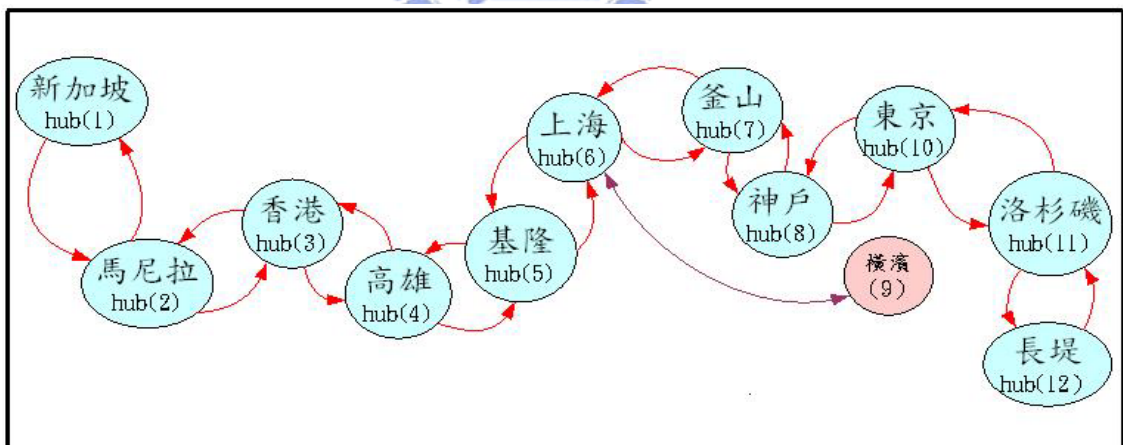 新加坡
hub(1)
馬尼拉
hub(2)
香港
hub(3)
高雄
hub(4)
基隆
hub(5)
上海
hub(6)
釜山
hub(7)
神戶
hub(8)
橫濱
(9)
東京
hub(10)
洛杉磯
hub(11)
長堤
hub(12)